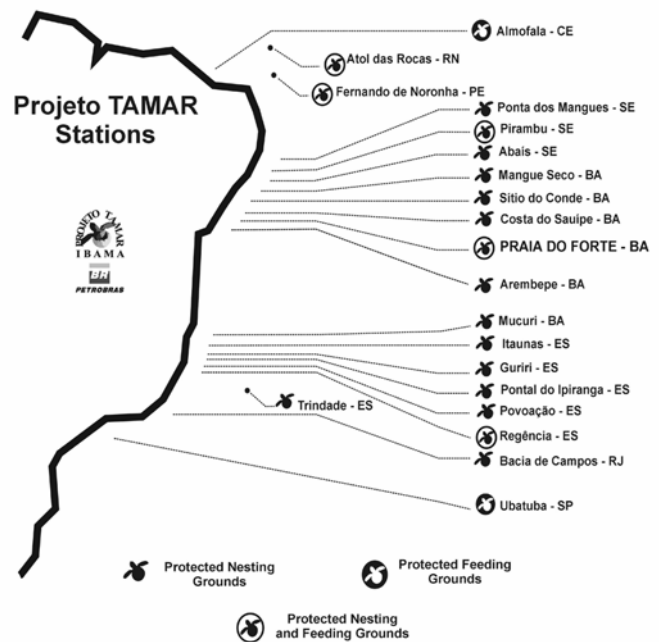 Almofala - CE
Atol das Rocas - RN
Fernando de Noronha - PE
Projeto TAMAR
Stations
Ponta dos Mangues - SE
Pirambu - SE
Abais - SE
Mangue Seco - BA
Sitio do Conde - BA
Costa do Sauipe - BA
PRAIA DO FORTE - BA
Arembepe - BA
PROJETO TAMAR
IBAMA
BR
PETROBRAS
Mucuri - BA
Itaunas - ES
Guriri - ES
Pontal do Ipiranga - ES
Povoação - ES
Trindade - ES
Regência - ES
Bacia de Campos - RJ
Ubatuba - SP
Protected Nesting
Grounds
Protected Feeding
Grounds
Protected Nesting
and Feeding Grounds